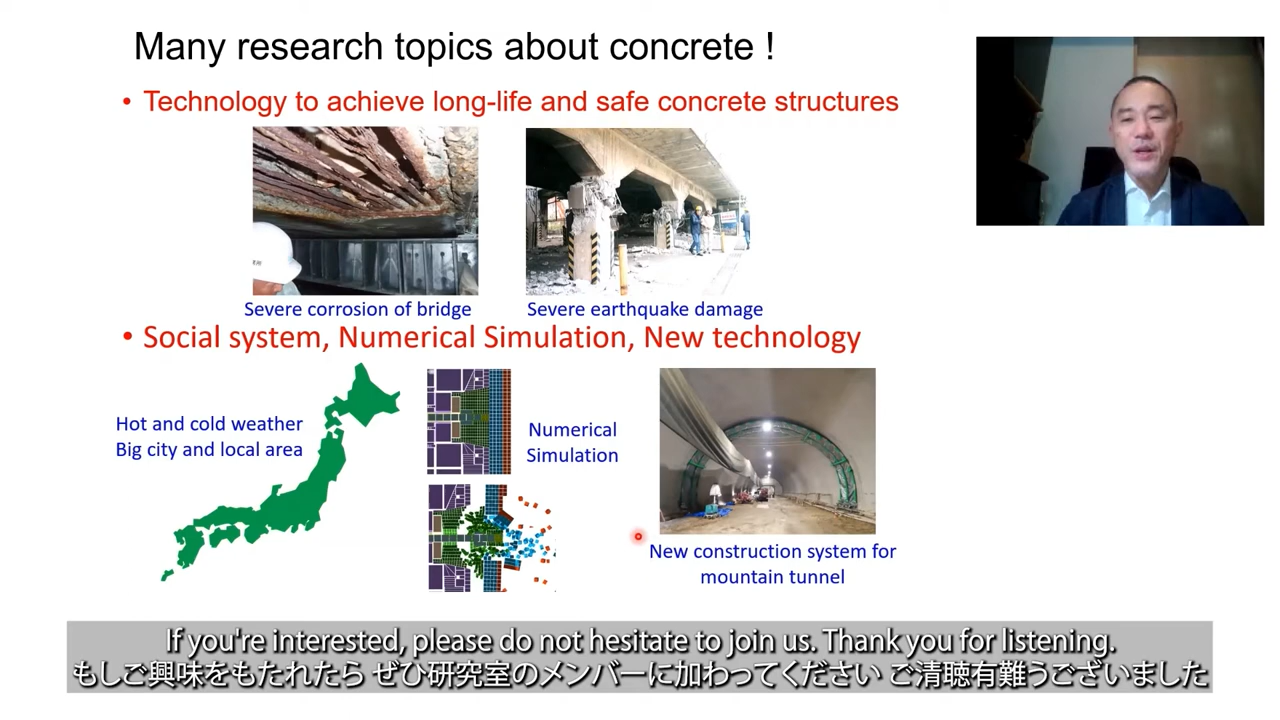 Many research topics about concrete !
• Technology to achieve long-life and safe concrete structures
Severe corrosion of bridge
Severe earthquake damage
• Social system, Numerical Simulation, New technology
Hot and cold weather
Big city and local area
Numerical
Simulation
New construction system for
mountain tunnel
If you're interested, please do not hesitate to join us. Thank you for listening.
もしご興味をもたれたら ぜひ研究室のメンバーに加わってください ご清聴有難うございました